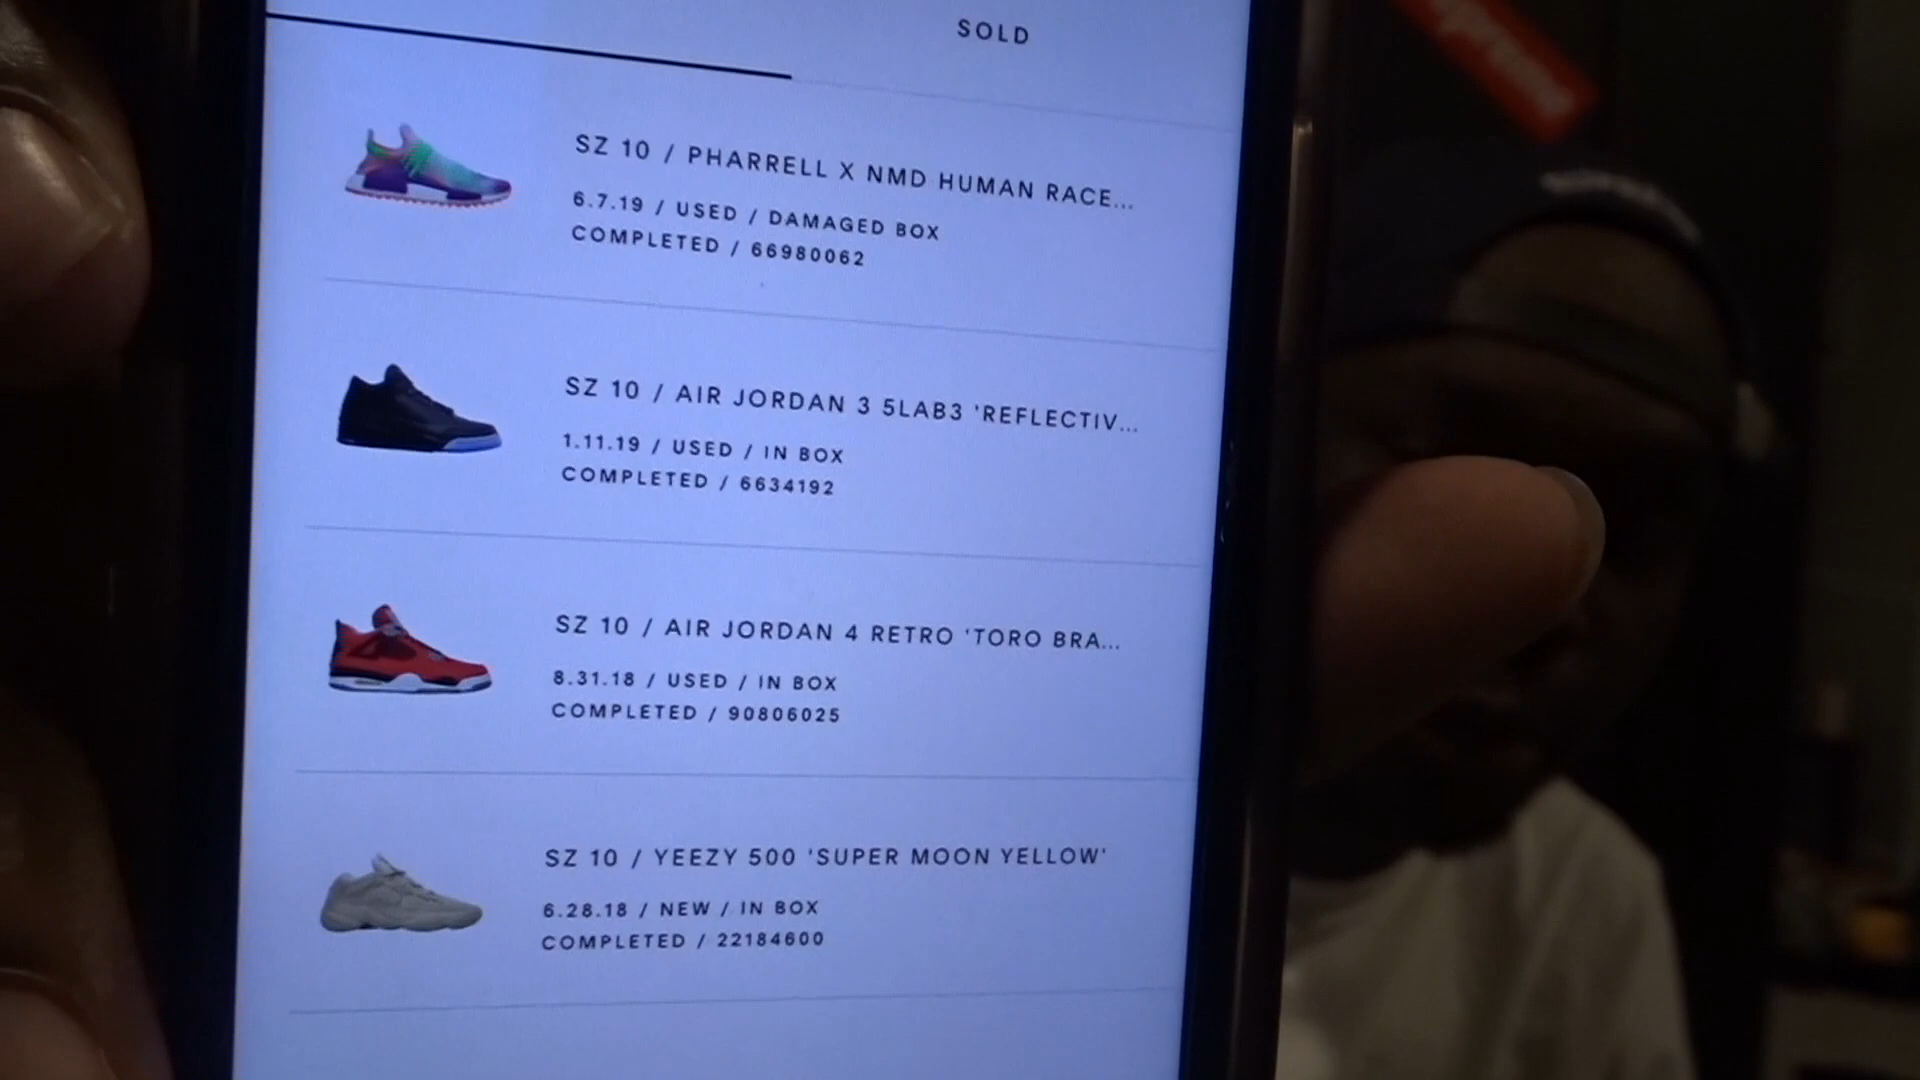 SOLD
SZ 10 / PHARRELL X NMD HUMAN RACE...
6.7.19 / USED / DAMAGED BOX
COMPLETED / 66980062
SZ 10 / AIR JORDAN 3 5LAB3 'REFLECTIV...
1.11.19 / USED / IN BOX
COMPLETED / 6634192
SZ 10 / AIR JORDAN 4 RETRO 'TORO BRA...
8.31.18 / USED / IN BOX
COMPLETED / 90806025
SZ 10 / YEEZY 500 'SUPER MOON YELLOW'
6.28.18 / NEW / IN BOX
COMPLETED / 22184600